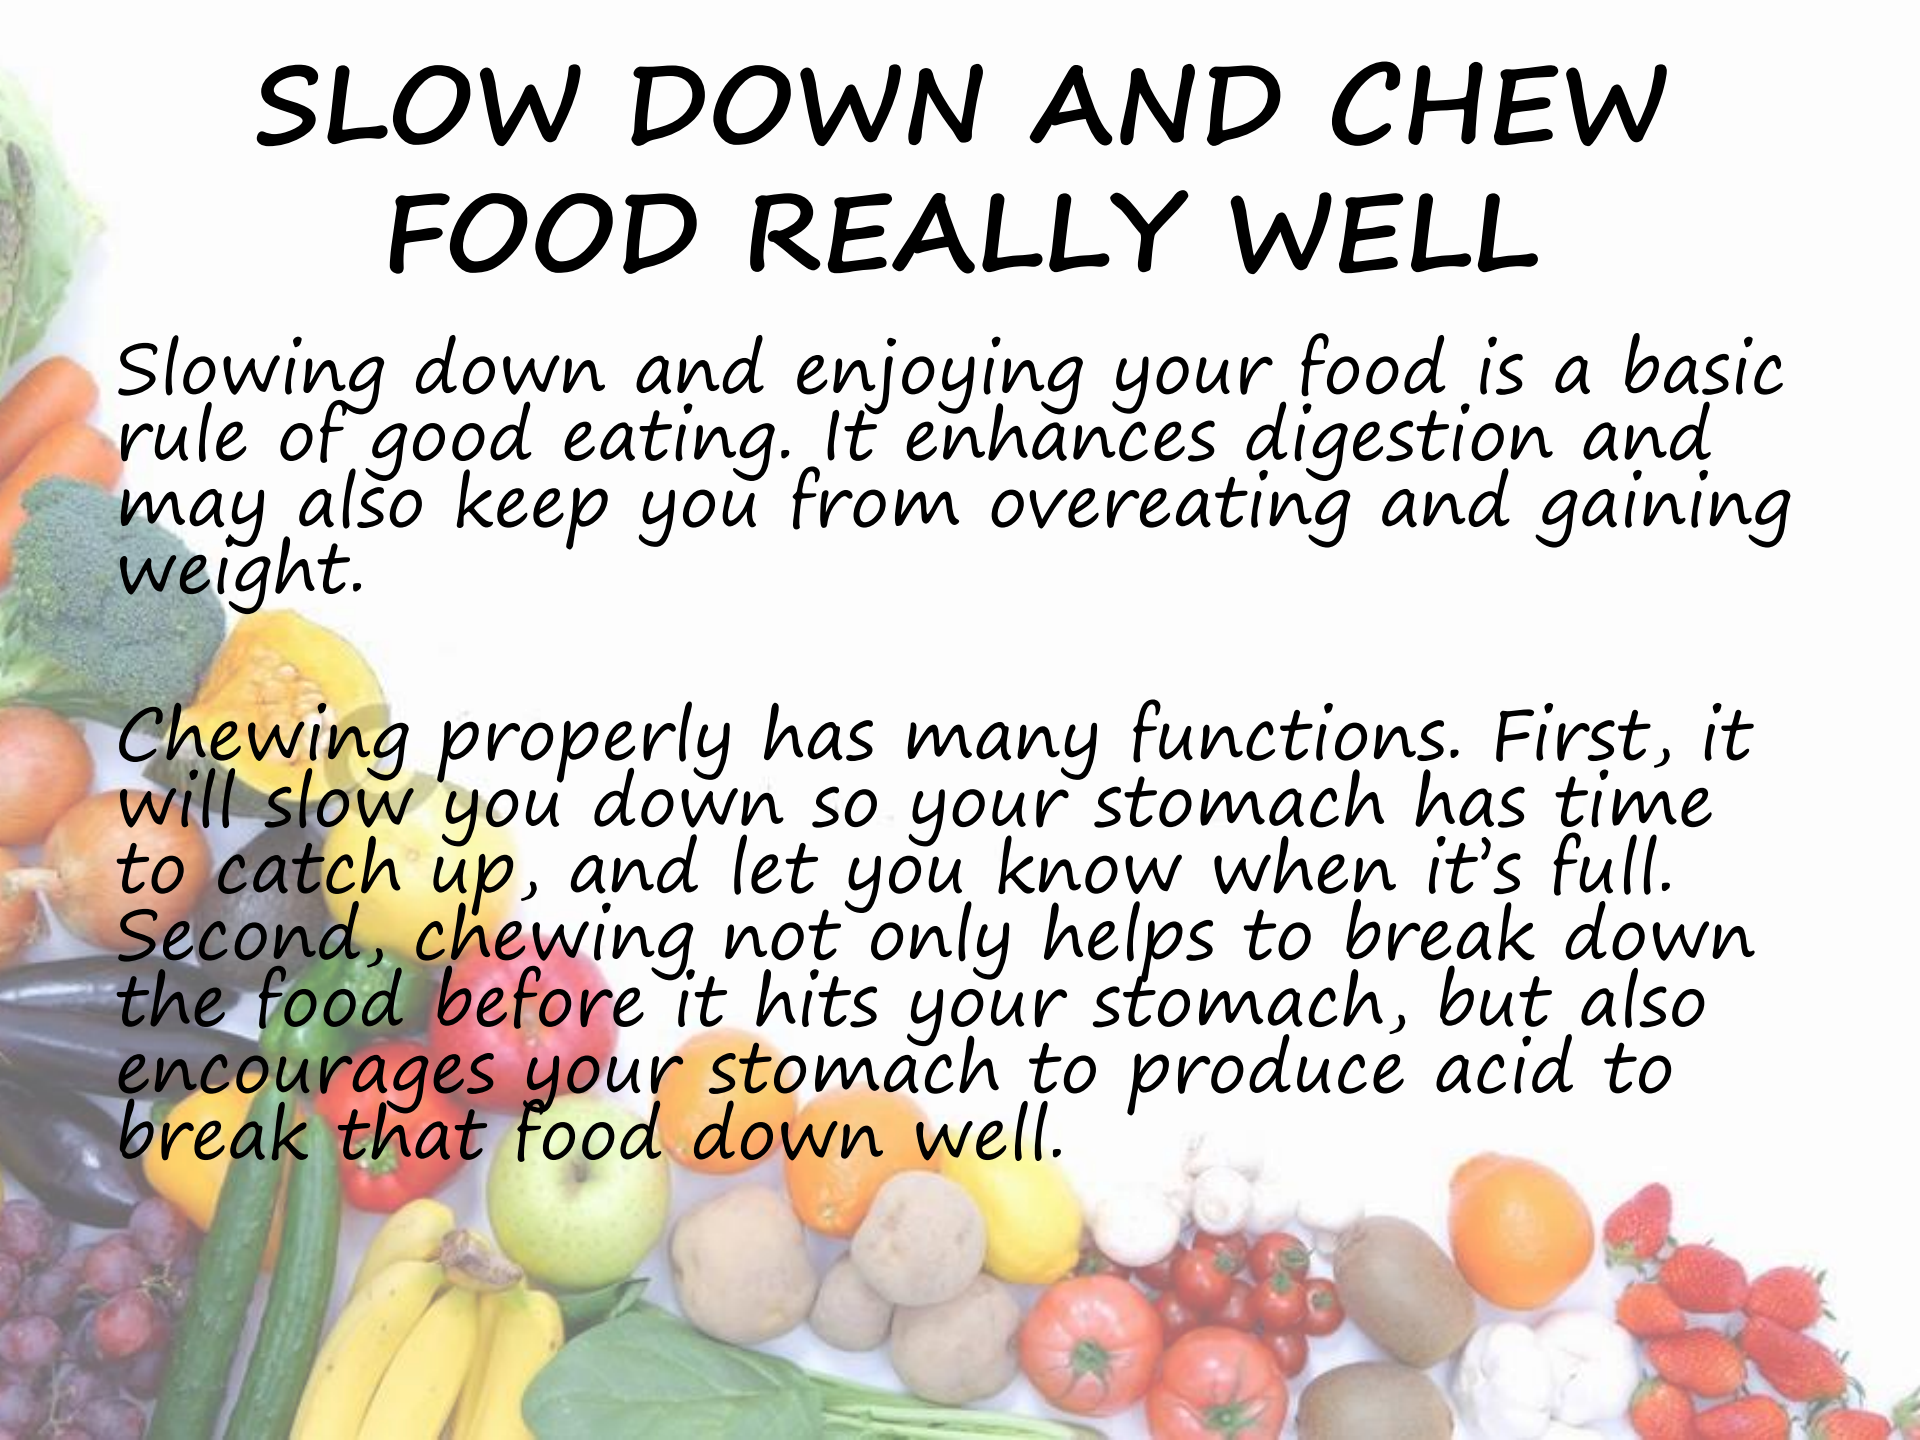 SLOW DOWN AND CHEW
FOOD REALLY WELL
Slowing down and enjoying your food is a basic
rule of good eating. It enhances digestion and
may also keep you from overeating and gaining
weight.
Chewing properly has many functions. First, it
will slow you down so your stomach has time
to catch up, and let you know when it’s full.
Second, chewing not only helps to break down
the food before it hits your stomach, but also
encourages your stomach to produce acid to
break that food down well.